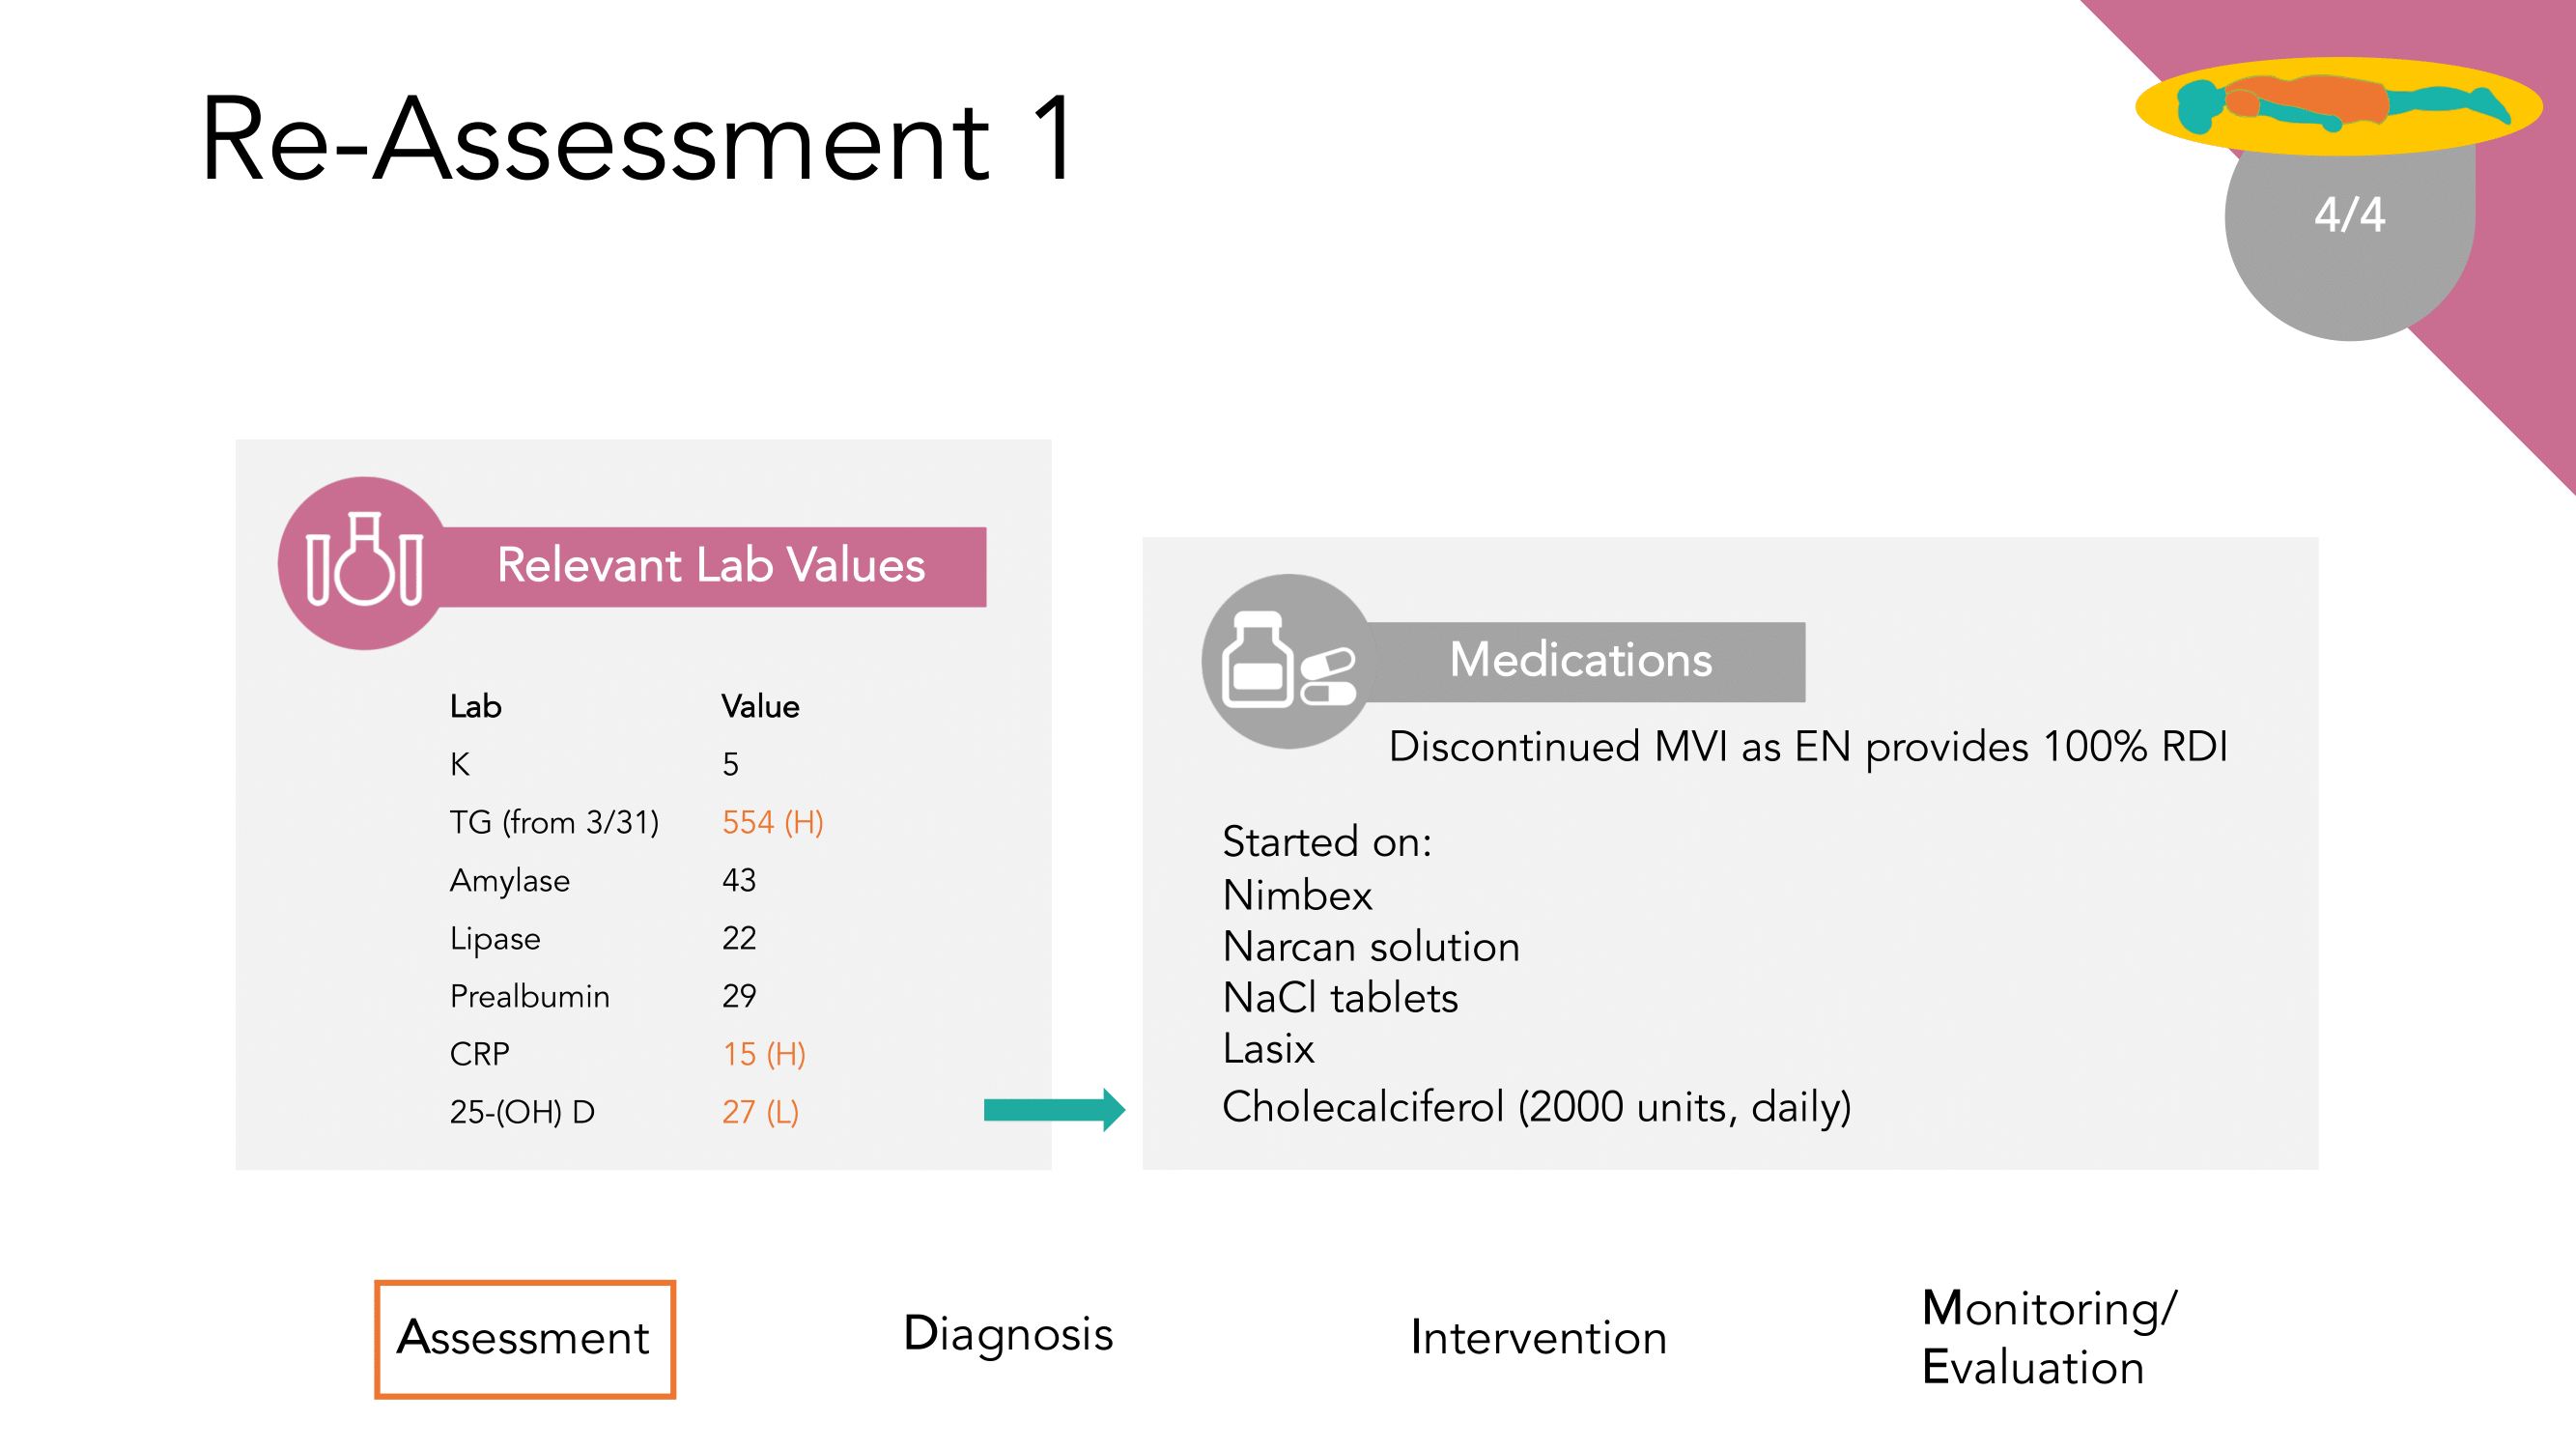 Re-Assessment 1
4/4
Relevant Lab Values
Lab Value
K 5
TG (from 3/31) 554 (H)
Amylase 43
Lipase 22
Prealbumin 29
CRP 15 (H)
25-(OH) D 27 (L)
Medications
Discontinued MVI as EN provides 100% RDI
Started on:
Nimbex
Narcan solution
NaCl tablets
Lasix
Cholecalciferol (2000 units, daily)
Assessment
Diagnosis
Intervention
Monitoring/
Evaluation